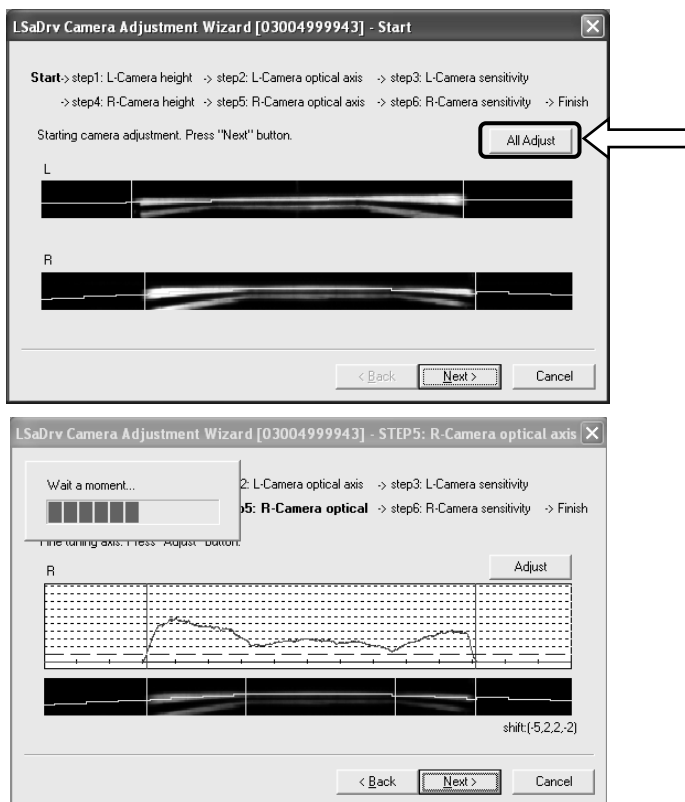 LSaDrv Camera Adjustment Wizard [03004999943] - Start
Start-> step1: L-Camera height -> step2: L-Camera optical axis -> step3: L-Camera sensitivity
-> step4: R-Camera height -> step5: R-Camera optical axis -> step6: R-Camera sensitivity -> Finish
Starting camera adjustment. Press "Next" button.
All Adjust
L
R
< Back Next > Cancel
LSaDrv Camera Adjustment Wizard [03004999943] - STEP5: R-Camera optical axis
Wait a moment...
2: L-Camera optical axis -> step3: L-Camera sensitivity
p5: R-Camera optical -> step6: R-Camera sensitivity -> Finish
Fine tuning axis. Press "Adjust" button.
R
Adjust
shift:(-5,2,2,-2)
< Back Next > Cancel